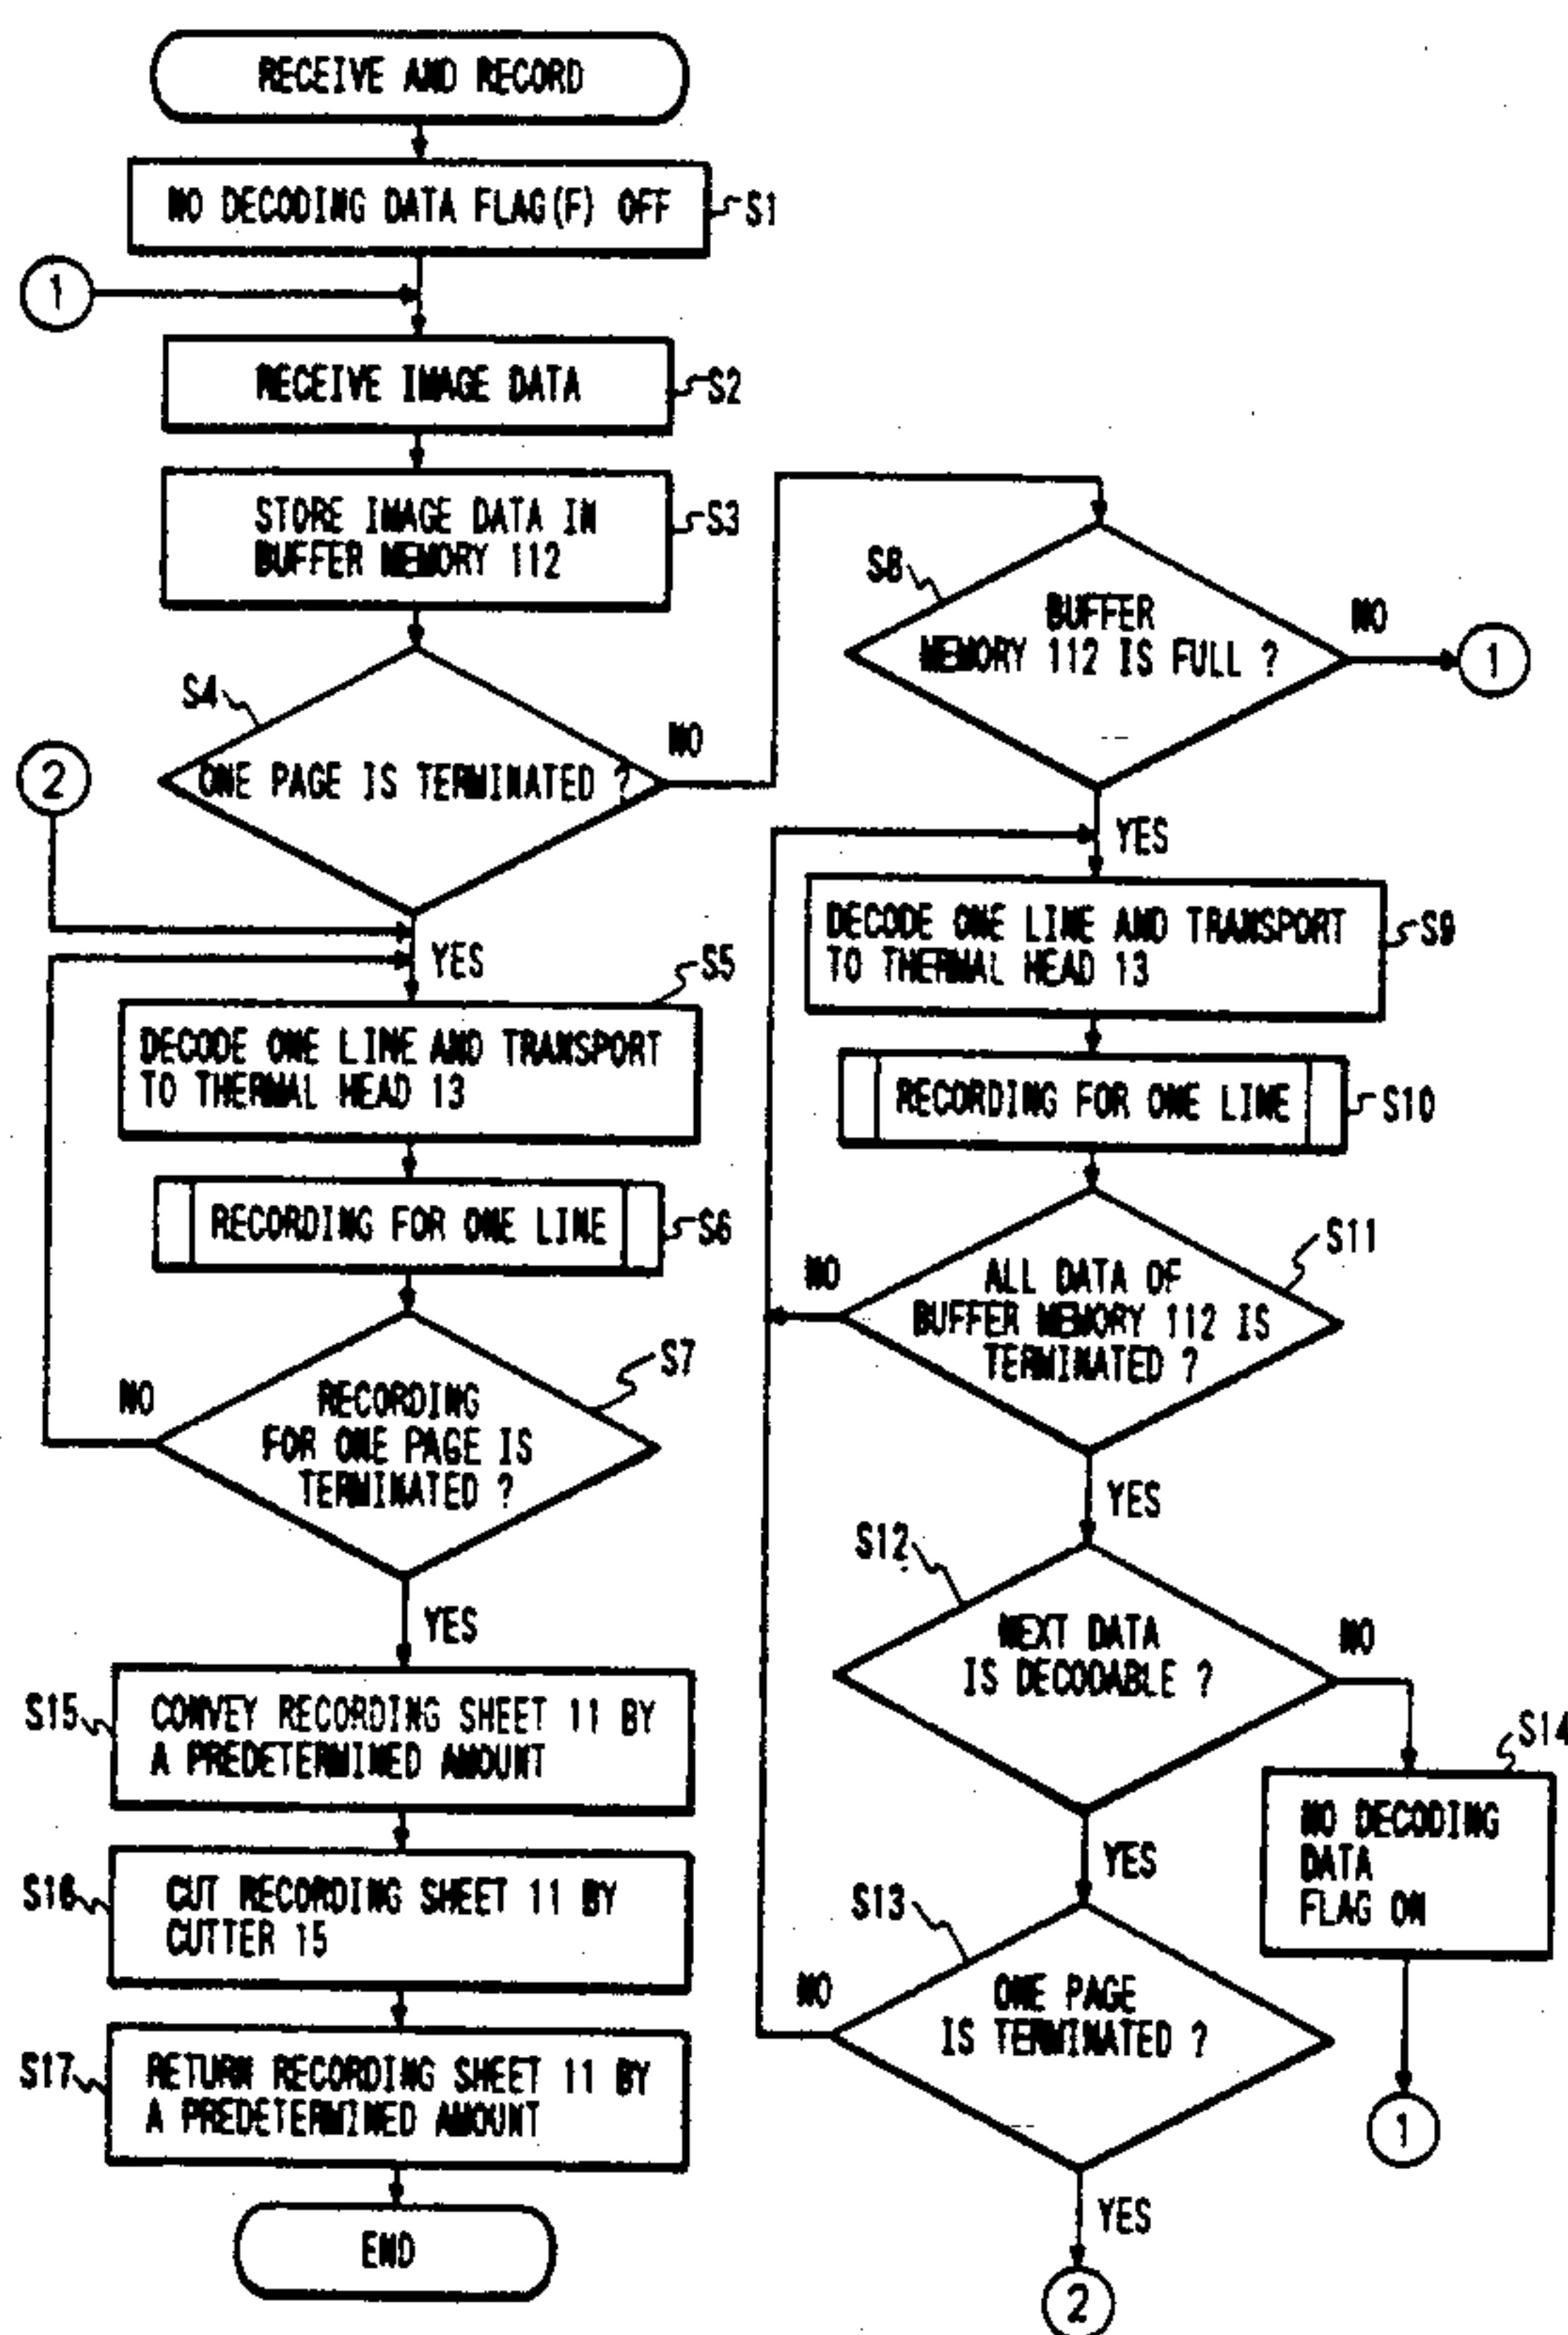 RECEIVE AND RECORD
NO DECODING DATA FLAG(F) OFF
S1
1
RECEIVE IMAGE DATA
S2
STORE IMAGE DATA IN
BUFFER MEMORY 112
S3
S4
ONE PAGE IS TERMINATED ?
NO
2
YES
DECODE ONE LINE AND TRANSPORT
TO THERMAL HEAD 13
S5
RECORDING FOR ONE LINE
S6
RECORDING
FOR ONE PAGE IS
TERMINATED ?
S7
NO
YES
S15
CONVEY RECORDING SHEET 11 BY
A PREDETERMINED AMOUNT
S16
CUT RECORDING SHEET 11 BY
CUTTER 15
S17
RETURN RECORDING SHEET 11 BY
A PREDETERMINED AMOUNT
END
S8
BUFFER
MEMORY 112 IS FULL ?
NO
1
YES
DECODE ONE LINE AND TRANSPORT
TO THERMAL HEAD 13
S9
RECORDING FOR ONE LINE
S10
ALL DATA OF
BUFFER MEMORY 112 IS
TERMINATED ?
S11
NO
YES
S12
NEXT DATA
IS DECODABLE ?
NO
S14
NO DECODING
DATA
FLAG ON
1
YES
S13
ONE PAGE
IS TERMINATED ?
NO
YES
2